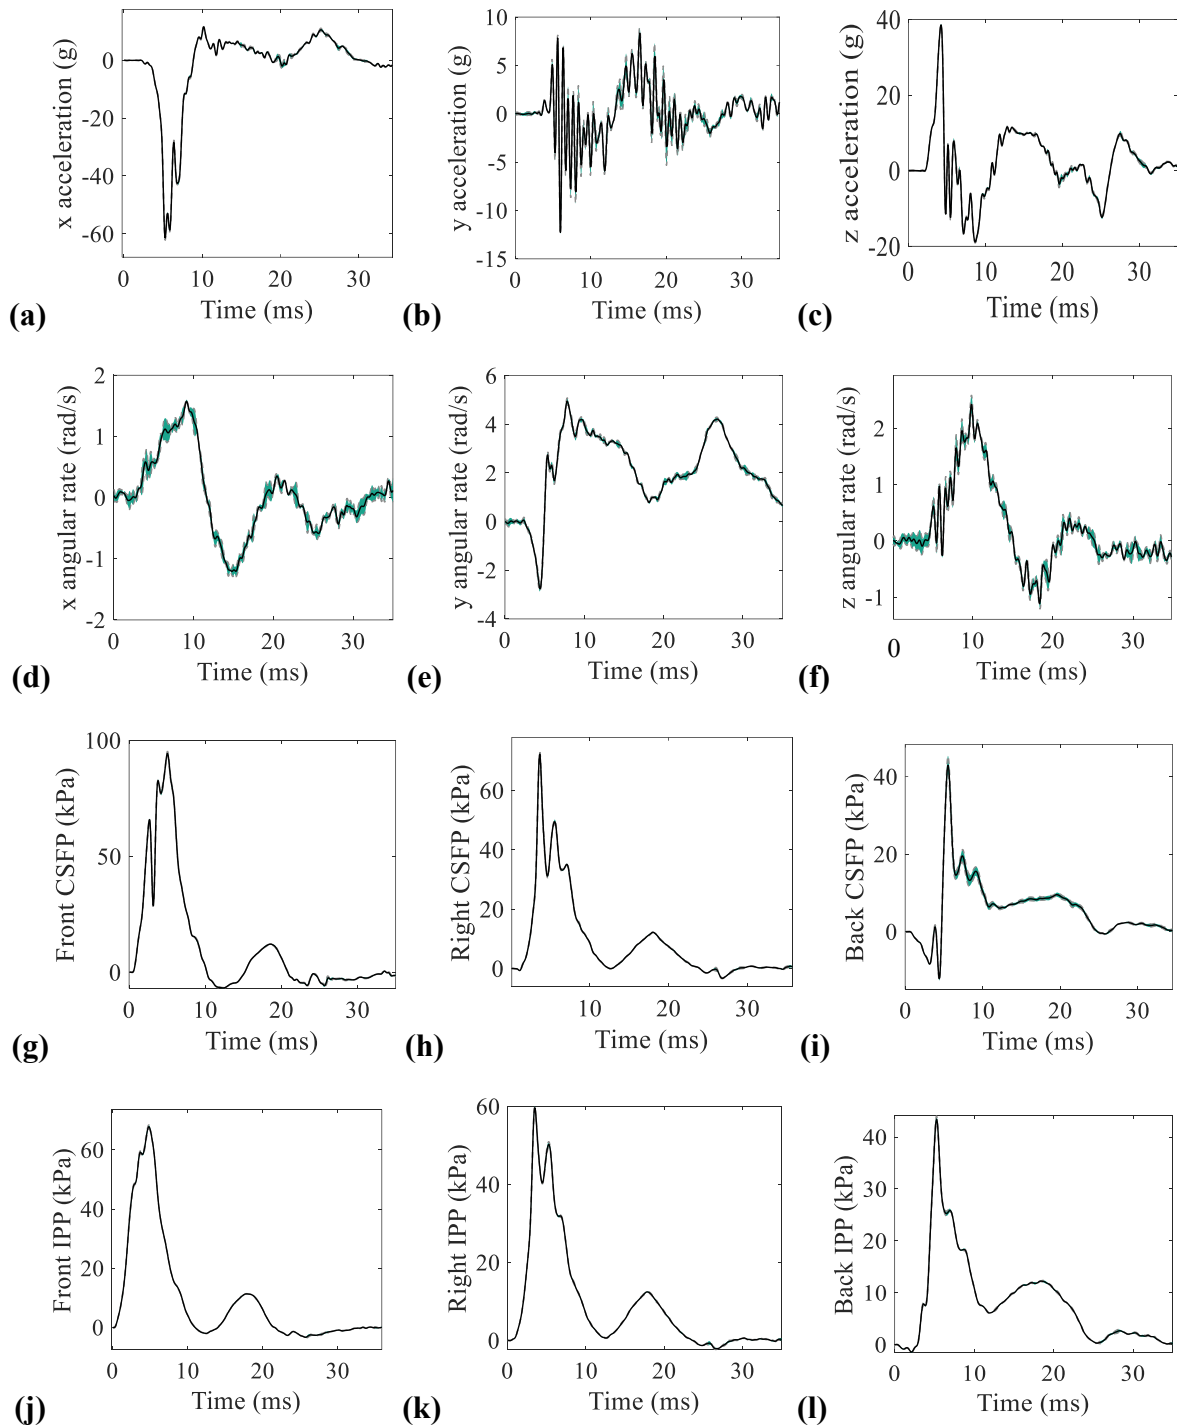 x acceleration (g)
0
-20
-40
-60
0 10 20 30
Time (ms)
(a)
y acceleration (g)
10
5
0
-5
-10
-15
0 10 20 30
Time (ms)
(b)
z acceleration (g)
40
20
0
-20
0 10 20 30
Time (ms)
(c)
x angular rate (rad/s)
2
1
0
-1
-2
0 10 20 30
Time (ms)
(d)
y angular rate (rad/s)
6
4
2
0
-2
-4
0 10 20 30
Time (ms)
(e)
z angular rate (rad/s)
2
1
0
-1
0 10 20 30
Time (ms)
(f)
Front CSFP (kPa)
100
50
0
0 10 20 30
Time (ms)
(g)
Right CSFP (kPa)
60
40
20
0
10 20 30
Time (ms)
(h)
Back CSFP (kPa)
40
20
0
0 10 20 30
Time (ms)
(i)
Front IPP (kPa)
60
40
20
0
0 10 20 30
Time (ms)
(j)
Right IPP (kPa)
60
40
20
0
0 10 20 30
Time (ms)
(k)
Back IPP (kPa)
40
30
20
10
0
0 10 20 30
Time (ms)
(l)